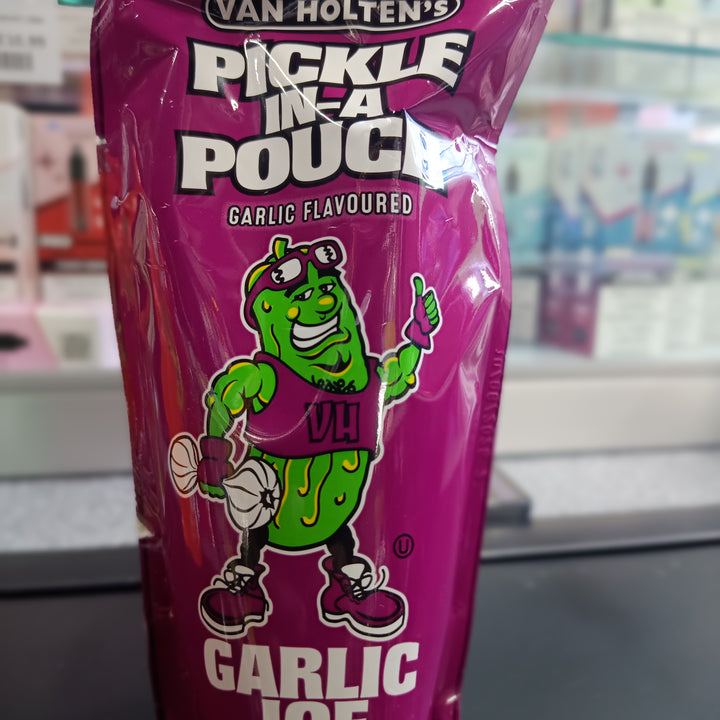 VAN HOLTEN'S
PICKLE
IN-A
POUCH
GARLIC FLAVOURED
VH
U
GARLIC
JOE